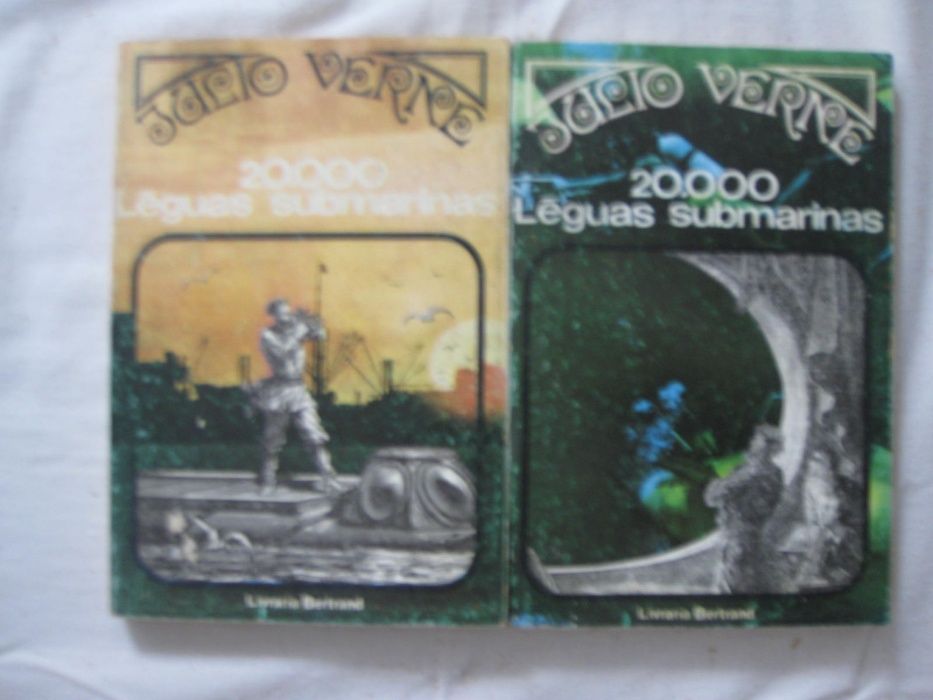 JÚLIO VERNE
20.000
Léguas submarinas
Livraria Bertrand
JÚLIO VERNE
20.000
Léguas submarinas
Livraria Bertrand